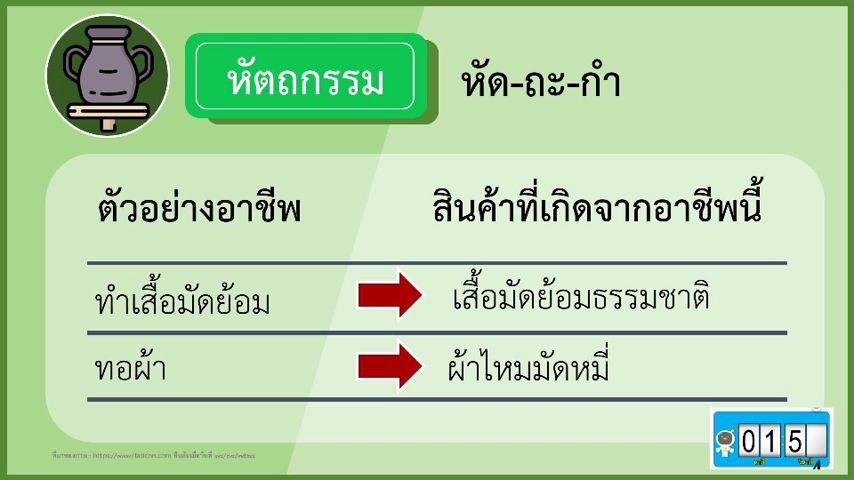 หัตถกรรม
หัด-ถะ-กำ
ตัวอย่างอาชีพ
สินค้าที่เกิดจากอาชีพนี้
ทำเสื้อมัดย้อม
เสื้อมัดย้อมธรรมชาติ
ทอผ้า
ผ้าไหมมัดหมี่
01 5